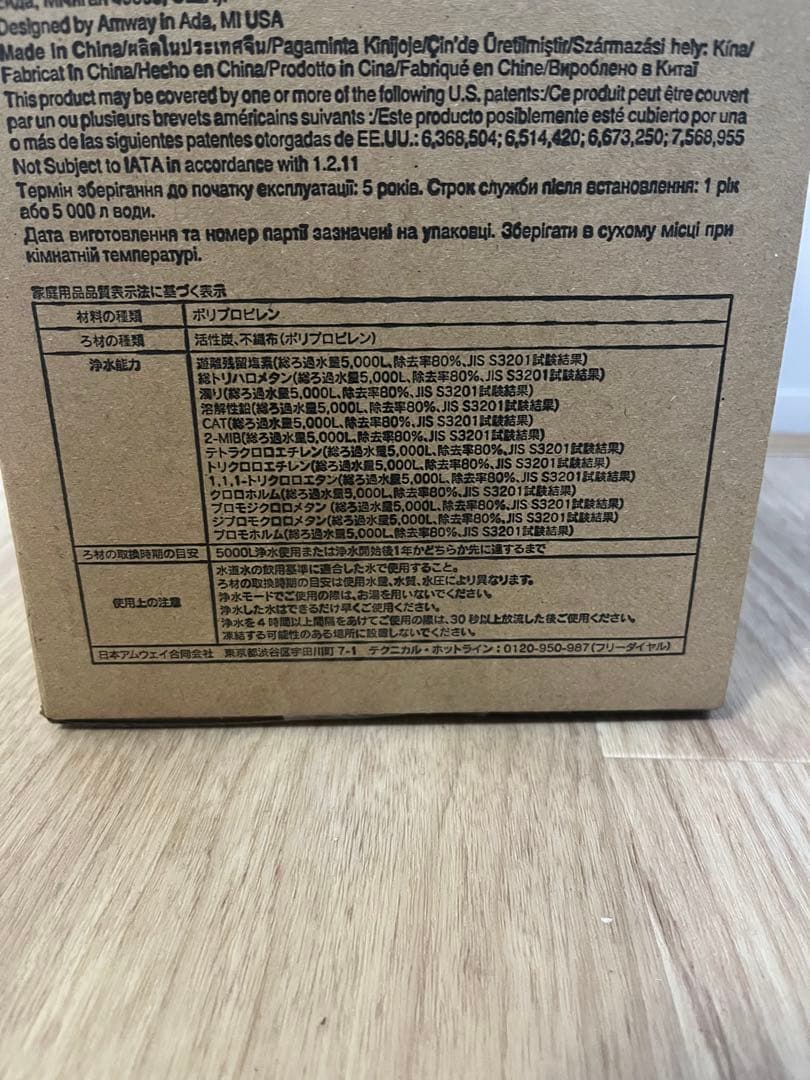 Designed by Amway in Ada, MI USA
Made in China/ผลิตในประเทศจีน/Pagaminta Kinijoje/Çin'de Üretilmiştir/Származási hely: Kína/
Fabricat în China/Hecho en China/Prodotto in Cina/Fabriqué en Chine/Вироблено в Китаї
This product may be covered by one or more of the following U.S. patents:/Ce produit peut être couvert
par un ou plusieurs brevets américains suivants :/Este producto posiblemente esté cubierto por una
o más de las siguientes patentes otorgadas de EE.UU.: 6,368,504; 6,514,420; 6,673,250; 7,568,955
Not Subject to IATA in accordance with 1.2.11
Термін зберігання до початку експлуатації: 5 років. Строк служби після встановлення: 1 рік
або 5 000 л води.
Дата виготовлення та номер партії зазначені на упаковці. Зберігати в сухому місці при
кімнатній температурі.
家庭用品品質表示法に基づく表示
材料の種類 ポリプロピレン
ろ材の種類 活性炭、不織布(ポリプロピレン)
浄水能力 遊離残留塩素(総ろ過水量5,000L、除去率80%、JIS S3201試験結果)
総トリハロメタン(総ろ過水量5,000L、除去率80%、JIS S3201試験結果)
濁り(総ろ過水量5,000L、除去率80%、JIS S3201試験結果)
溶解性鉛(総ろ過水量5,000L、除去率80%、JIS S3201試験結果)
CAT(総ろ過水量5,000L、除去率80%、JIS S3201試験結果)
2-MIB(総ろ過水量5,000L、除去率80%、JIS S3201試験結果)
テトラクロロエチレン(総ろ過水量5,000L、除去率80%、JIS S3201試験結果)
トリクロロエチレン(総ろ過水量5,000L、除去率80%、JIS S3201試験結果)
1,1,1-トリクロロエタン(総ろ過水量5,000L、除去率80%、JIS S3201試験結果)
クロロホルム(総ろ過水量5,000L、除去率80%、JIS S3201試験結果)
ブロモジクロロメタン (総ろ過水量5,000L、除去率80%、JIS S3201試験結果)
ジブロモクロロメタン(総ろ過水量5,000L、除去率80%、JIS S3201試験結果)
ブロモホルム(総ろ過水量5,000L、除去率80%、JIS S3201試験結果)
ろ材の取換時期の目安 5000L浄水使用または浄水開始後1年かどちらか先に達するまで
使用上の注意 水道水の飲用基準に適合した水で使用すること。
ろ材の取換時期の目安は使用水量、水質、水圧により異なります。
浄水モードでご使用の際は、お湯を用いないでください。
浄水した水はできるだけ早くご使用ください。
浄水を4時間以上間隔をあけてご使用の際は、30秒以上放流した後ご使用ください。
凍結する可能性のある場所に設置しないでください。
日本アムウェイ合同会社 東京都渋谷区宇田川町 7-1 テクニカル・ホットライン:0120-950-987(フリーダイヤル)